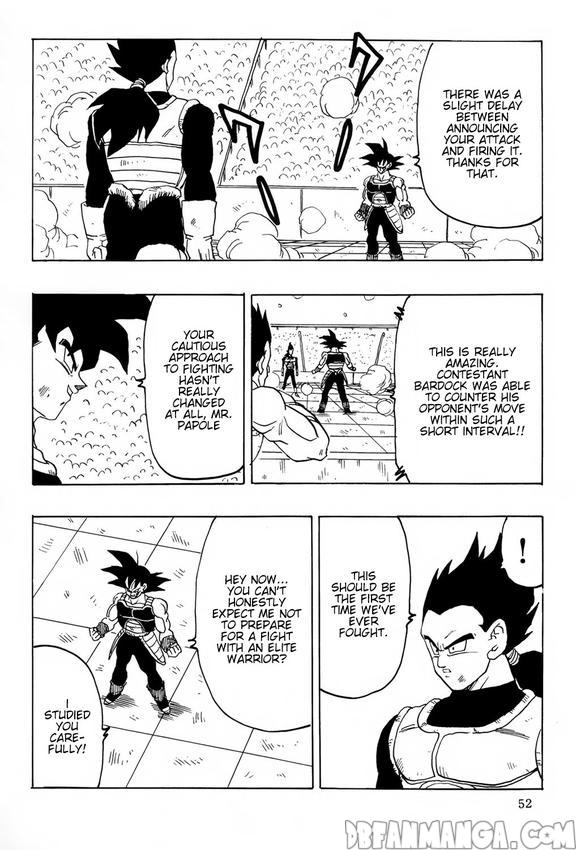 THERE WAS A
SLIGHT DELAY
BETWEEN
ANNOUNCING
YOUR ATTACK
AND FIRING IT.
THANKS FOR
THAT.
THIS IS REALLY
AMAZING.
CONTESTANT
BARDOCK WAS ABLE
TO COUNTER HIS
OPPONENT'S MOVE
WITHIN SUCH A
SHORT INTERVAL!!
YOUR
CAUTIOUS
APPROACH
TO FIGHTING
HASN'T
REALLY
CHANGED
AT ALL, MR.
PAPOLE
!
THIS
SHOULD BE
THE FIRST
TIME WE'VE
EVER
FOUGHT.
HEY NOW...
YOU CAN'T
HONESTLY
EXPECT ME NOT
TO PREPARE
FOR A FIGHT
WITH AN ELITE
WARRIOR?
I
STUDIED
YOU
CARE-
FULLY!
52
DBFANMANGA.COM